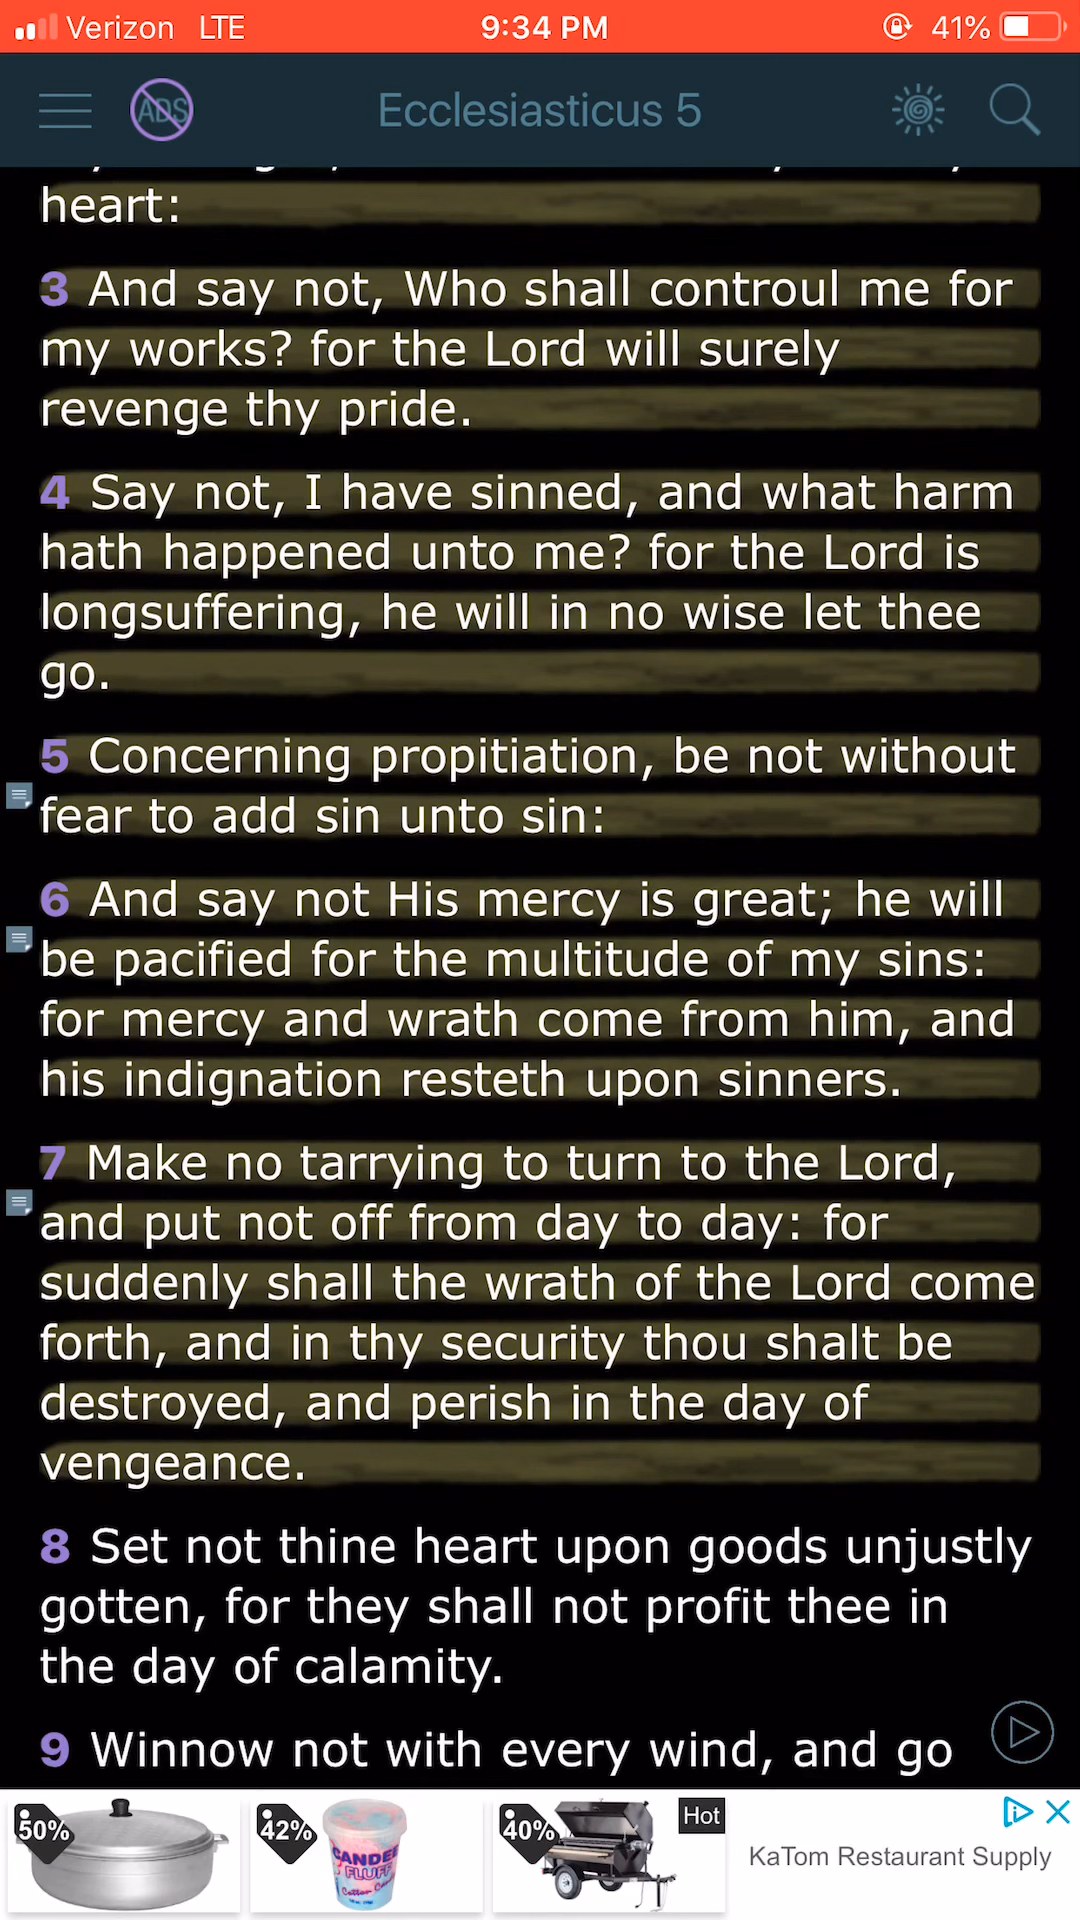 Verizon LTE 9:34 PM 41%
ADS Ecclesiasticus 5
heart:
3 And say not, Who shall controul me for
my works? for the Lord will surely
revenge thy pride.
4 Say not, I have sinned, and what harm
hath happened unto me? for the Lord is
longsuffering, he will in no wise let thee
go.
5 Concerning propitiation, be not without
fear to add sin unto sin:
6 And say not His mercy is great; he will
be pacified for the multitude of my sins:
for mercy and wrath come from him, and
his indignation resteth upon sinners.
7 Make no tarrying to turn to the Lord,
and put not off from day to day: for
suddenly shall the wrath of the Lord come
forth, and in thy security thou shalt be
destroyed, and perish in the day of
vengeance.
8 Set not thine heart upon goods unjustly
gotten, for they shall not profit thee in
the day of calamity.
9 Winnow not with every wind, and go
50% 42% 40% Hot
CANDEE
FLUFF
Cotton Candy
KaTom Restaurant Supply